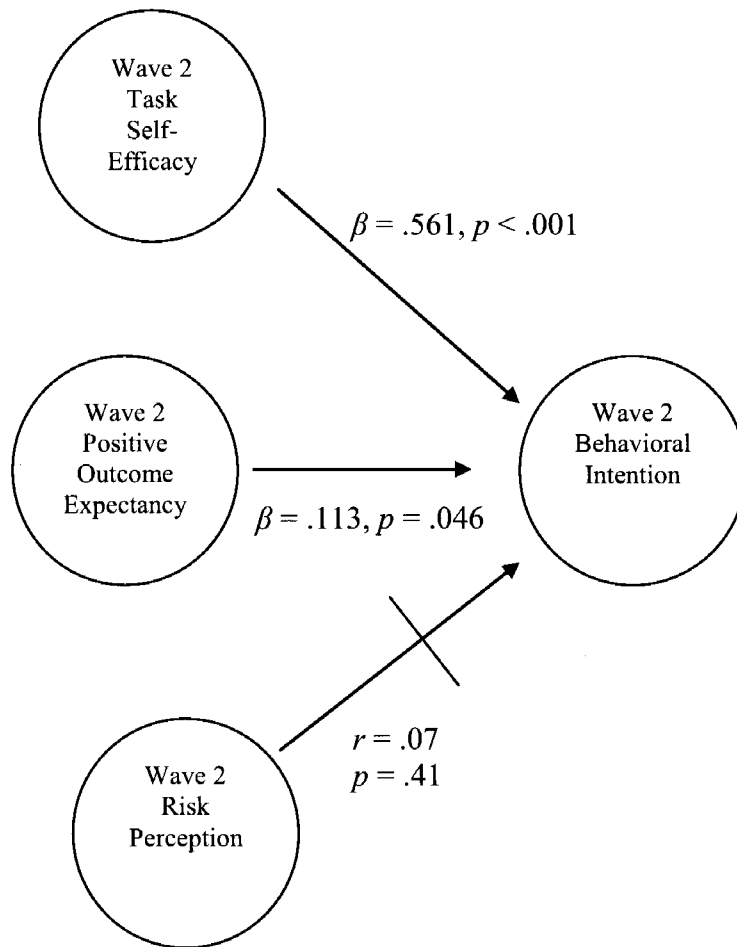 Wave 2
Task
Self-
Efficacy
β = .561, p < .001
Wave 2
Positive
Outcome
Expectancy
Wave 2
Behavioral
Intention
β = .113, p = .046
r = .07
p = .41
Wave 2
Risk
Perception